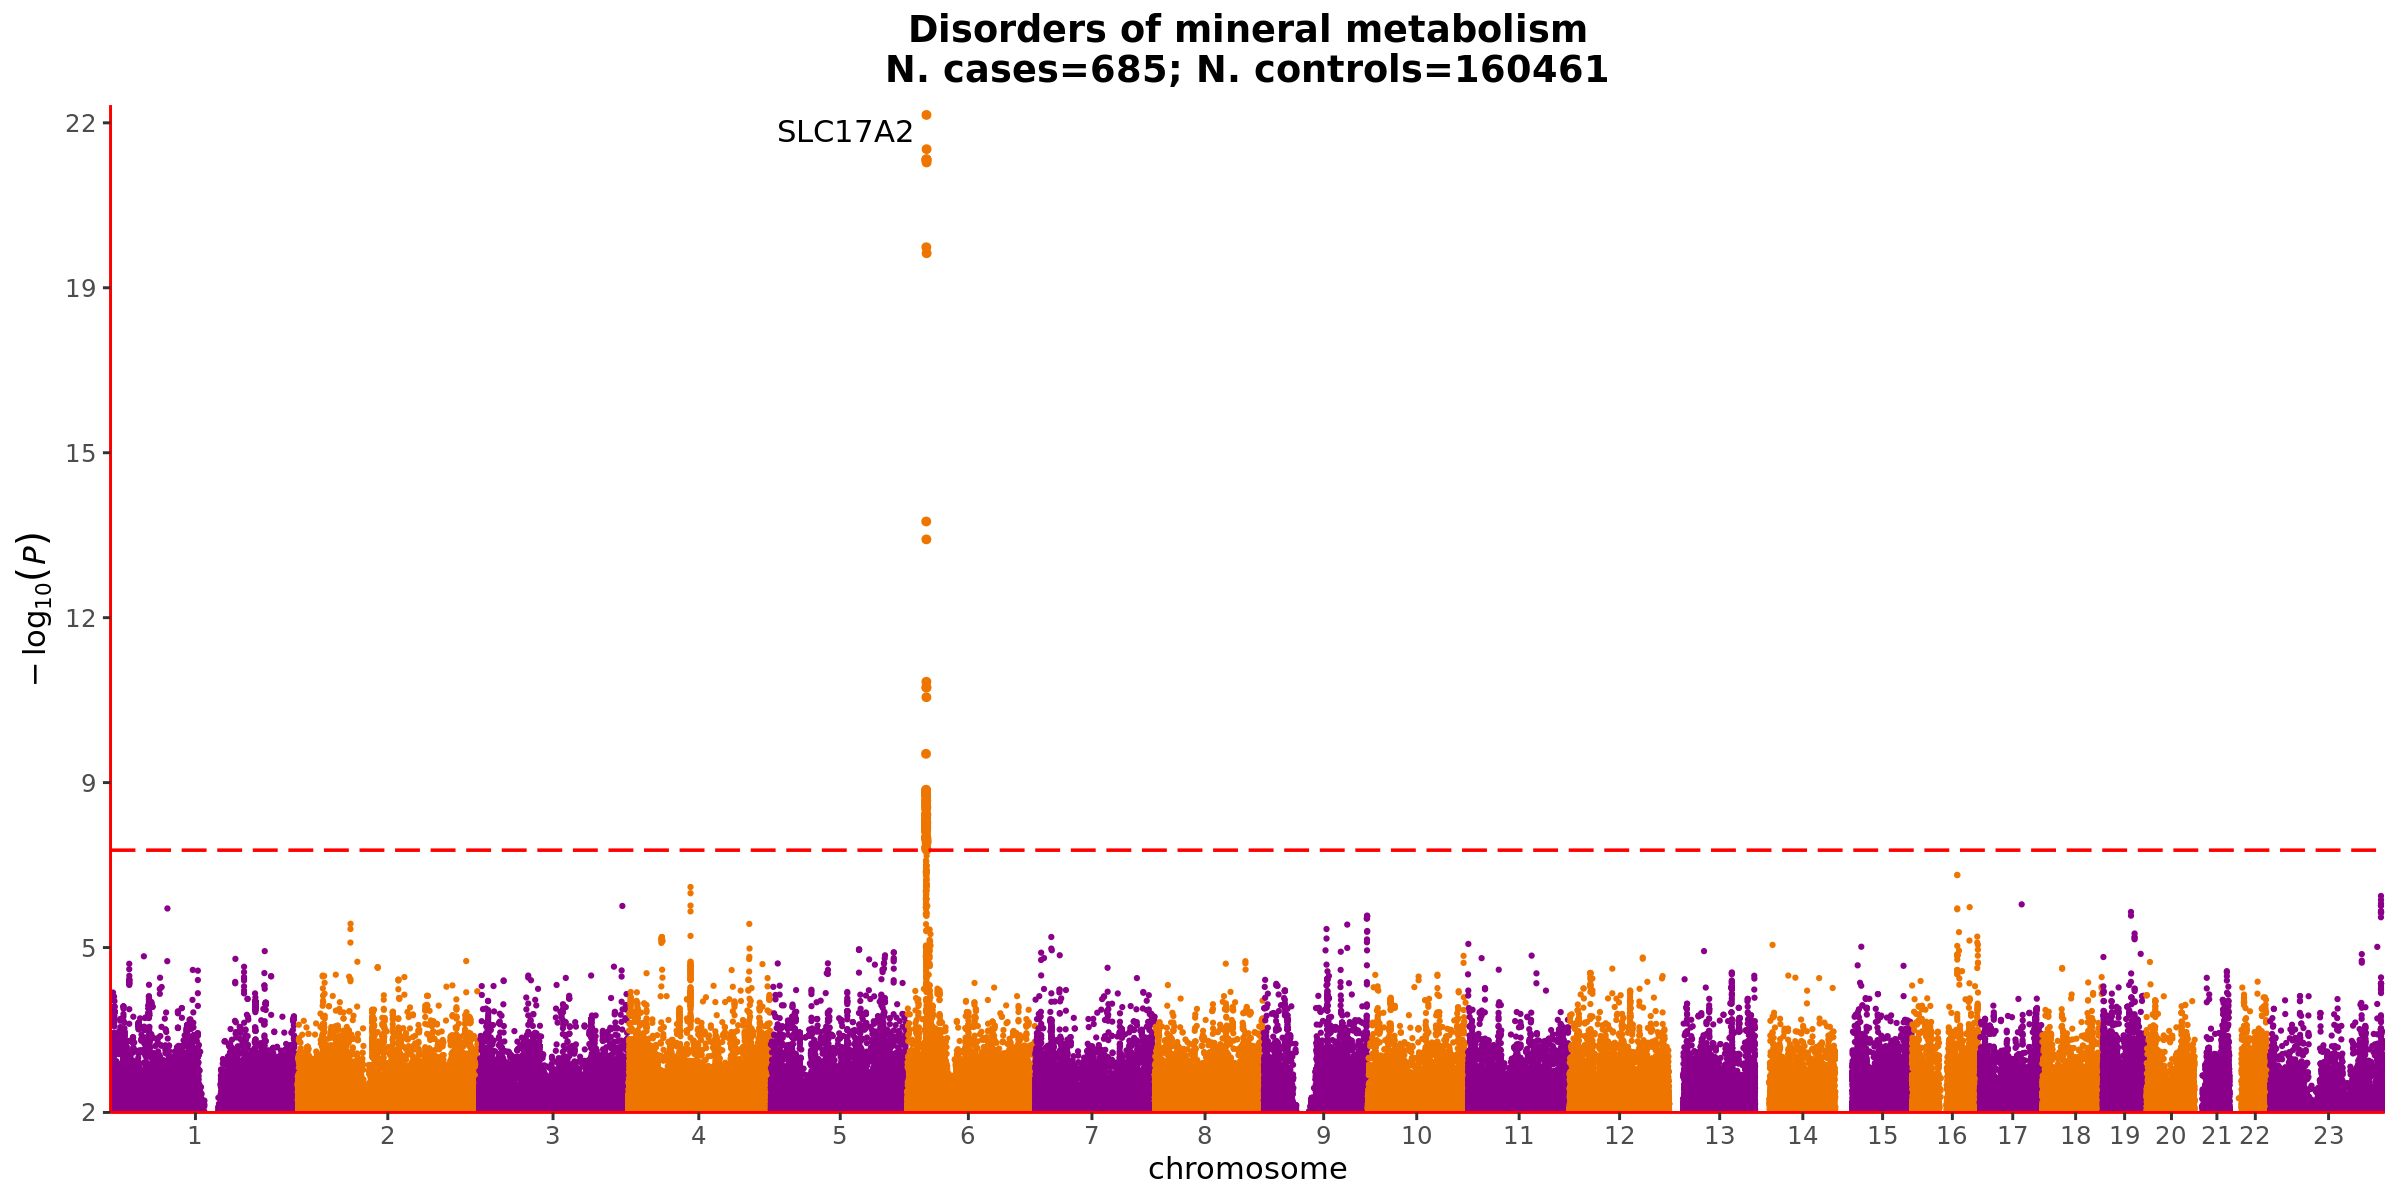 Disorders of mineral metabolism
N. cases=685; N. controls=160461
SLC17A2
22
19
15
12
9
5
2
−log10(P)
1 2 3 4 5 6 7 8 9 10 11 12 13 14 15 16 17 18 19 20 21 22 23
chromosome